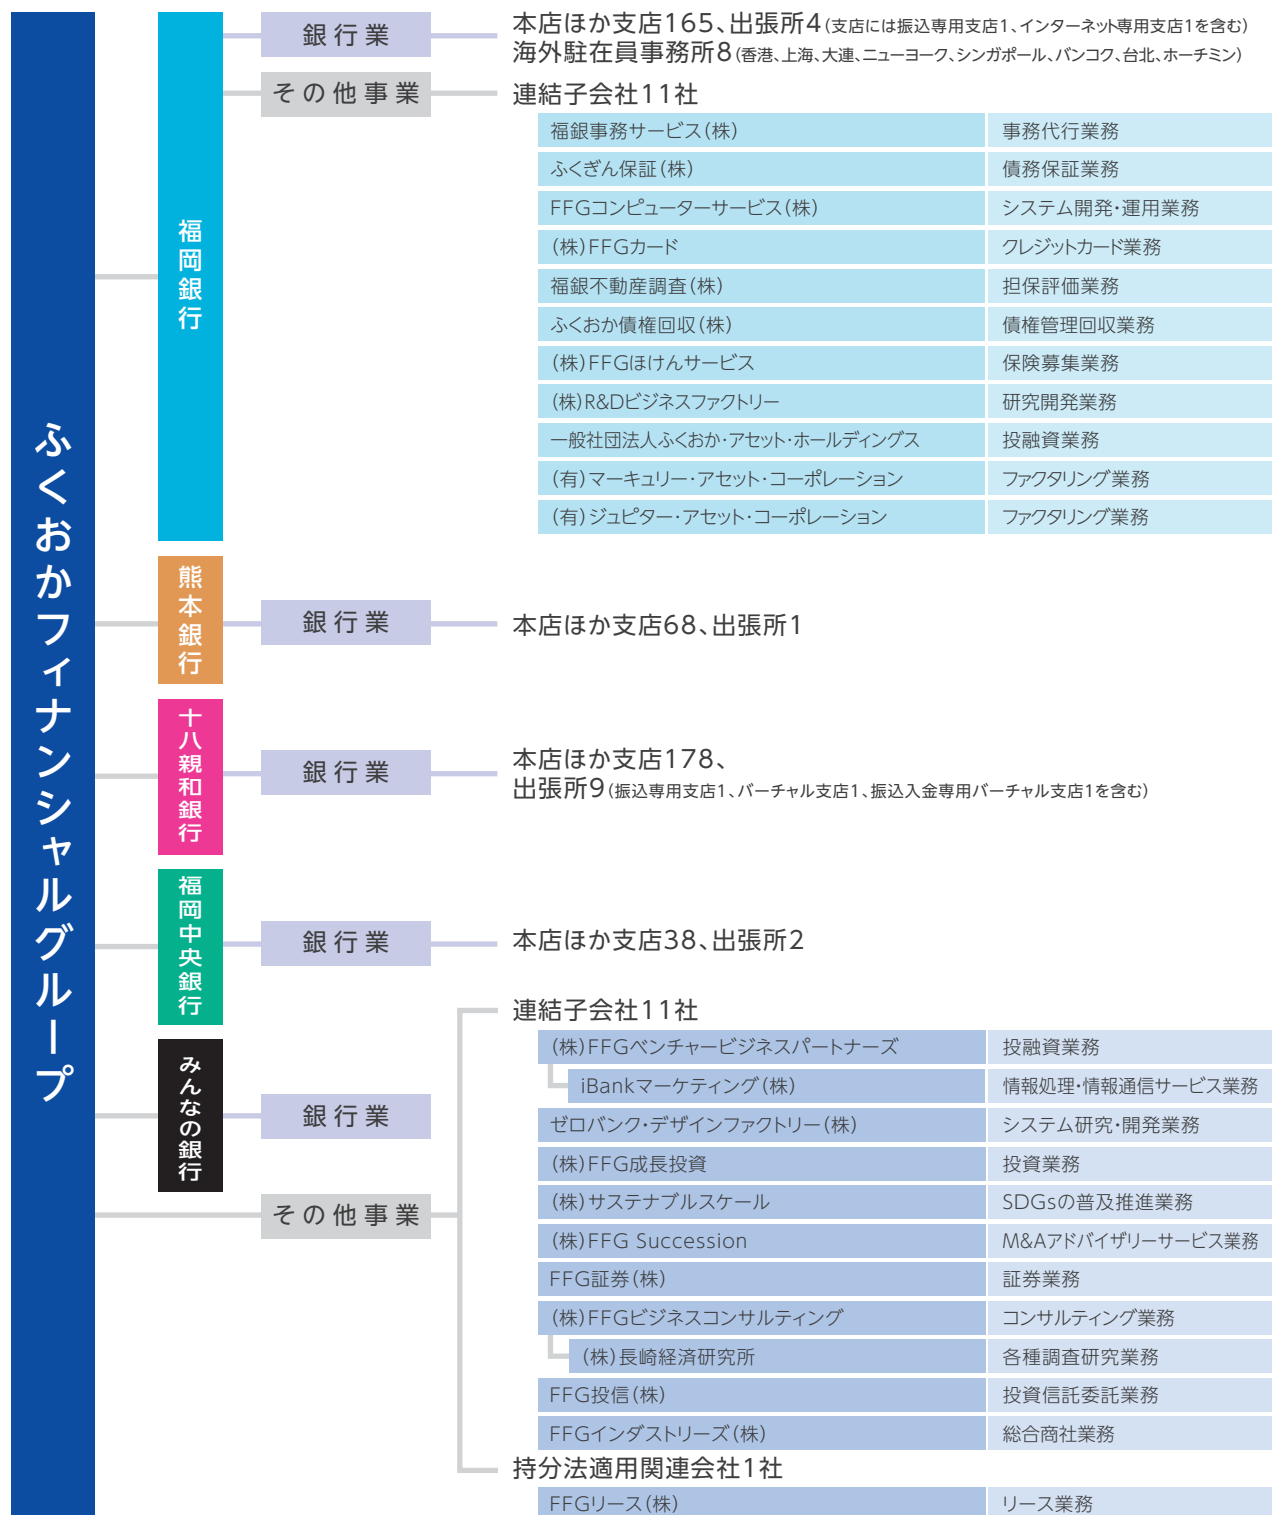 ふくおかフィナンシャルグループ
福岡銀行
銀行業
本店ほか支店165、出張所4(支店には振込専用支店1、インターネット専用支店1を含む)
海外駐在員事務所8(香港、上海、大連、ニューヨーク、シンガポール、バンコク、台北、ホーチミン)
その他事業
連結子会社11社
福銀事務サービス(株) 事務代行業務
ふくぎん保証(株) 債務保証業務
FFGコンピューターサービス(株) システム開発・運用業務
(株)FFGカード クレジットカード業務
福銀不動産調査(株) 担保評価業務
ふくおか債権回収(株) 債権管理回収業務
(株)FFGほけんサービス 保険募集業務
(株)R&Dビジネスファクトリー 研究開発業務
一般社団法人ふくおか・アセット・ホールディングス 投融資業務
(有)マーキュリー・アセット・コーポレーション ファクタリング業務
(有)ジュピター・アセット・コーポレーション ファクタリング業務
熊本銀行
銀行業
本店ほか支店68、出張所1
十八親和銀行
銀行業
本店ほか支店178、
出張所9(振込専用支店1、バーチャル支店1、振込入金専用バーチャル支店1を含む)
福岡中央銀行
銀行業
本店ほか支店38、出張所2
みんなの銀行
銀行業
その他事業
連結子会社11社
(株)FFGベンチャービジネスパートナーズ 投融資業務
iBankマーケティング(株) 情報処理・情報通信サービス業務
ゼロバンク・デザインファクトリー(株) システム研究・開発業務
(株)FFG成長投資 投資業務
(株)サステナブルスケール SDGsの普及推進業務
(株)FFG Succession M&Aアドバイザリーサービス業務
FFG証券(株) 証券業務
(株)FFGビジネスコンサルティング コンサルティング業務
(株)長崎経済研究所 各種調査研究業務
FFG投信(株) 投資信託委託業務
FFGインダストリーズ(株) 総合商社業務
持分法適用関連会社1社
FFGリース(株) リース業務